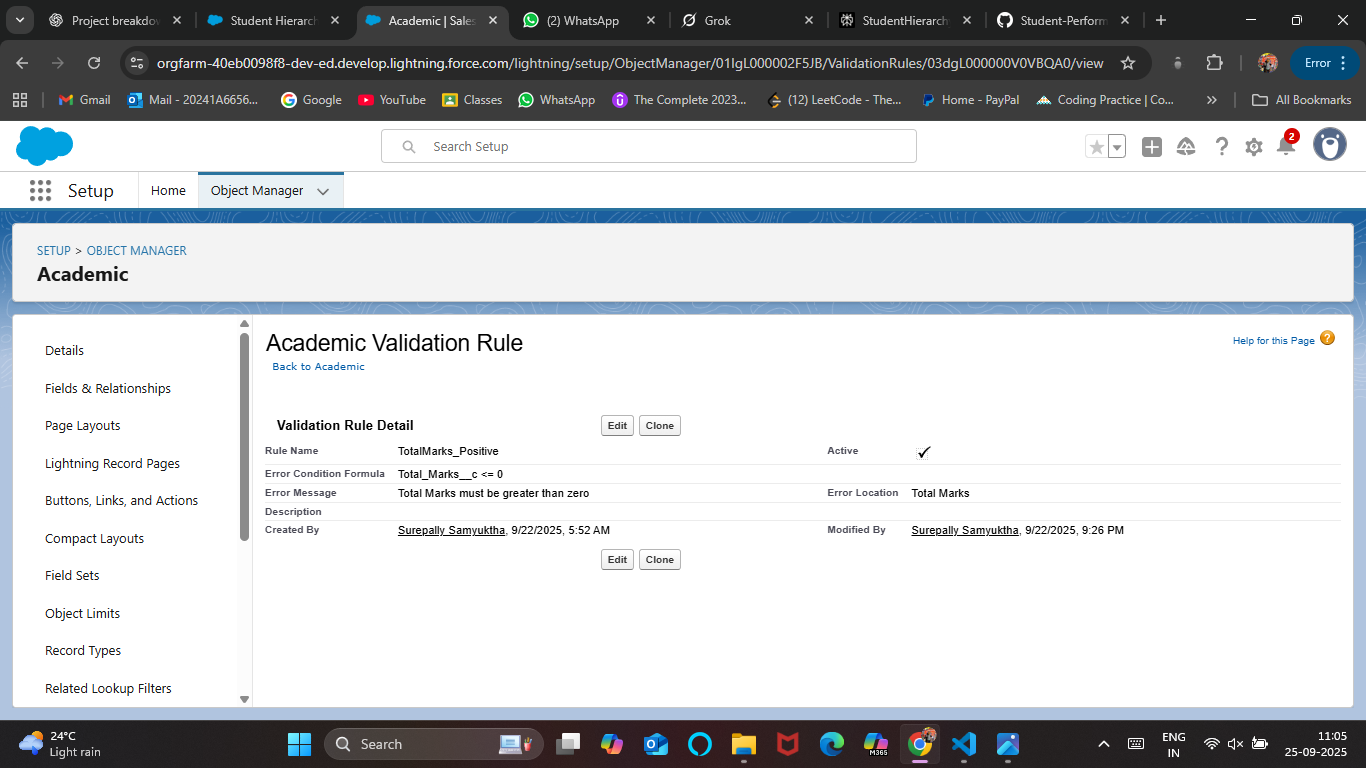 Project breakdow
Student Hierarch
Academic | Sales
(2) WhatsApp
Grok
StudentHierarch
Student-Perform
orgfarm-40eb0098f8-dev-ed.develop.lightning.force.com/lightning/setup/ObjectManager/01IgL000002F5JB/ValidationRules/03dgL000000V0VBQA0/view
Error
Gmail
Mail - 20241A6656...
Google
YouTube
Classes
WhatsApp
The Complete 2023...
(12) LeetCode - The...
Home - PayPal
Coding Practice | Co...
»
All Bookmarks
Search Setup
2
Setup
Home
Object Manager
SETUP > OBJECT MANAGER
Academic
Details
Fields & Relationships
Page Layouts
Lightning Record Pages
Buttons, Links, and Actions
Compact Layouts
Field Sets
Object Limits
Record Types
Related Lookup Filters
Academic Validation Rule
Back to Academic
Help for this Page ?
Validation Rule Detail
Edit Clone
Rule Name TotalMarks_Positive Active ✓
Error Condition Formula Total_Marks__c <= 0
Error Message Total Marks must be greater than zero Error Location Total Marks
Description
Created By Surepally Samyuktha, 9/22/2025, 5:52 AM Modified By Surepally Samyuktha, 9/22/2025, 9:26 PM
Edit Clone
24°C
Light rain
Search
M365
ENG
IN
11:05
25-09-2025